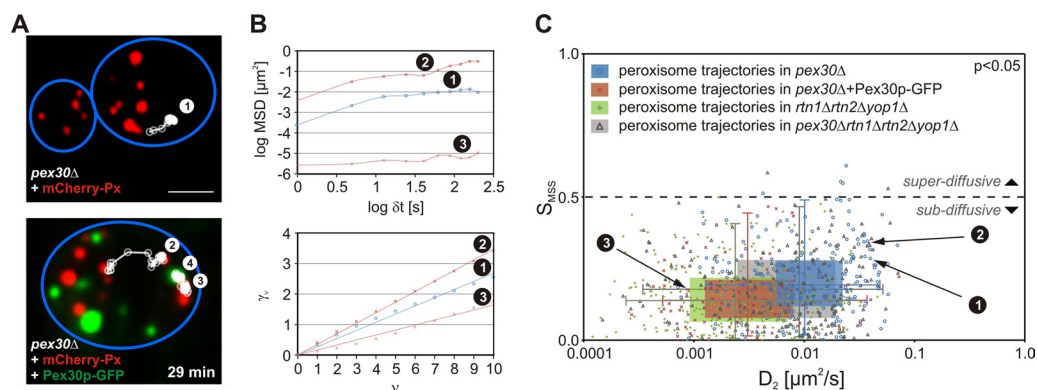 A
1
pex30Δ
+ mCherry-Px
2
4
3
pex30Δ
+ mCherry-Px
+ Pex30p-GFP
29 min
B
log MSD [µm²]
0
-1
-2
-3
-4
-5
-6
2
1
3
0
0.5
1.0
1.5
2.0
2.5
log δt [s]
γᵥ
4
3
2
1
0
2
1
3
0 1 2 3 4 5 6 7 8 9 10
ν
C
S_MSS
1.0
0.5
0.0
peroxisome trajectories in pex30Δ
peroxisome trajectories in pex30Δ+Pex30p-GFP
peroxisome trajectories in rtn1Δrtn2Δyop1Δ
peroxisome trajectories in pex30Δrtn1Δrtn2Δyop1Δ
p<0.05
super-diffusive
sub-diffusive
3
2
1
0.0001 0.001 0.01 0.1 1.0
D₂ [µm²/s]